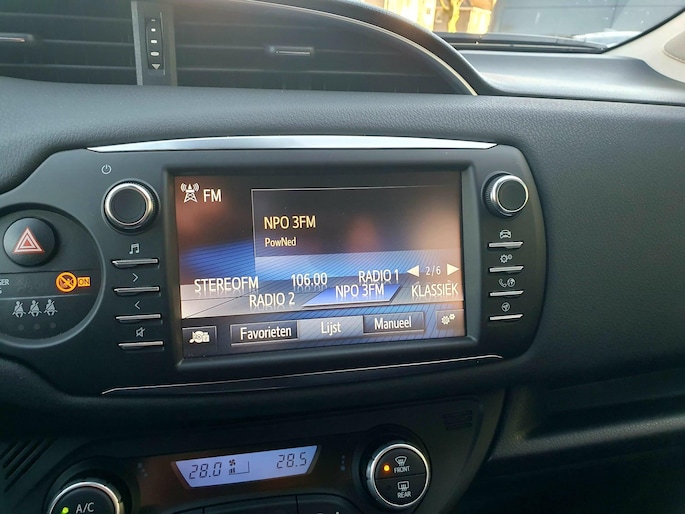 FM
NPO 3FM
PowNed
STEREOFM 106.00 RADIO 1 2/6
RADIO 2 NPO 3FM KLASSIEK
Favorieten Lijst Manueel
ON
28.0 28.5
FRONT
REAR
A/C